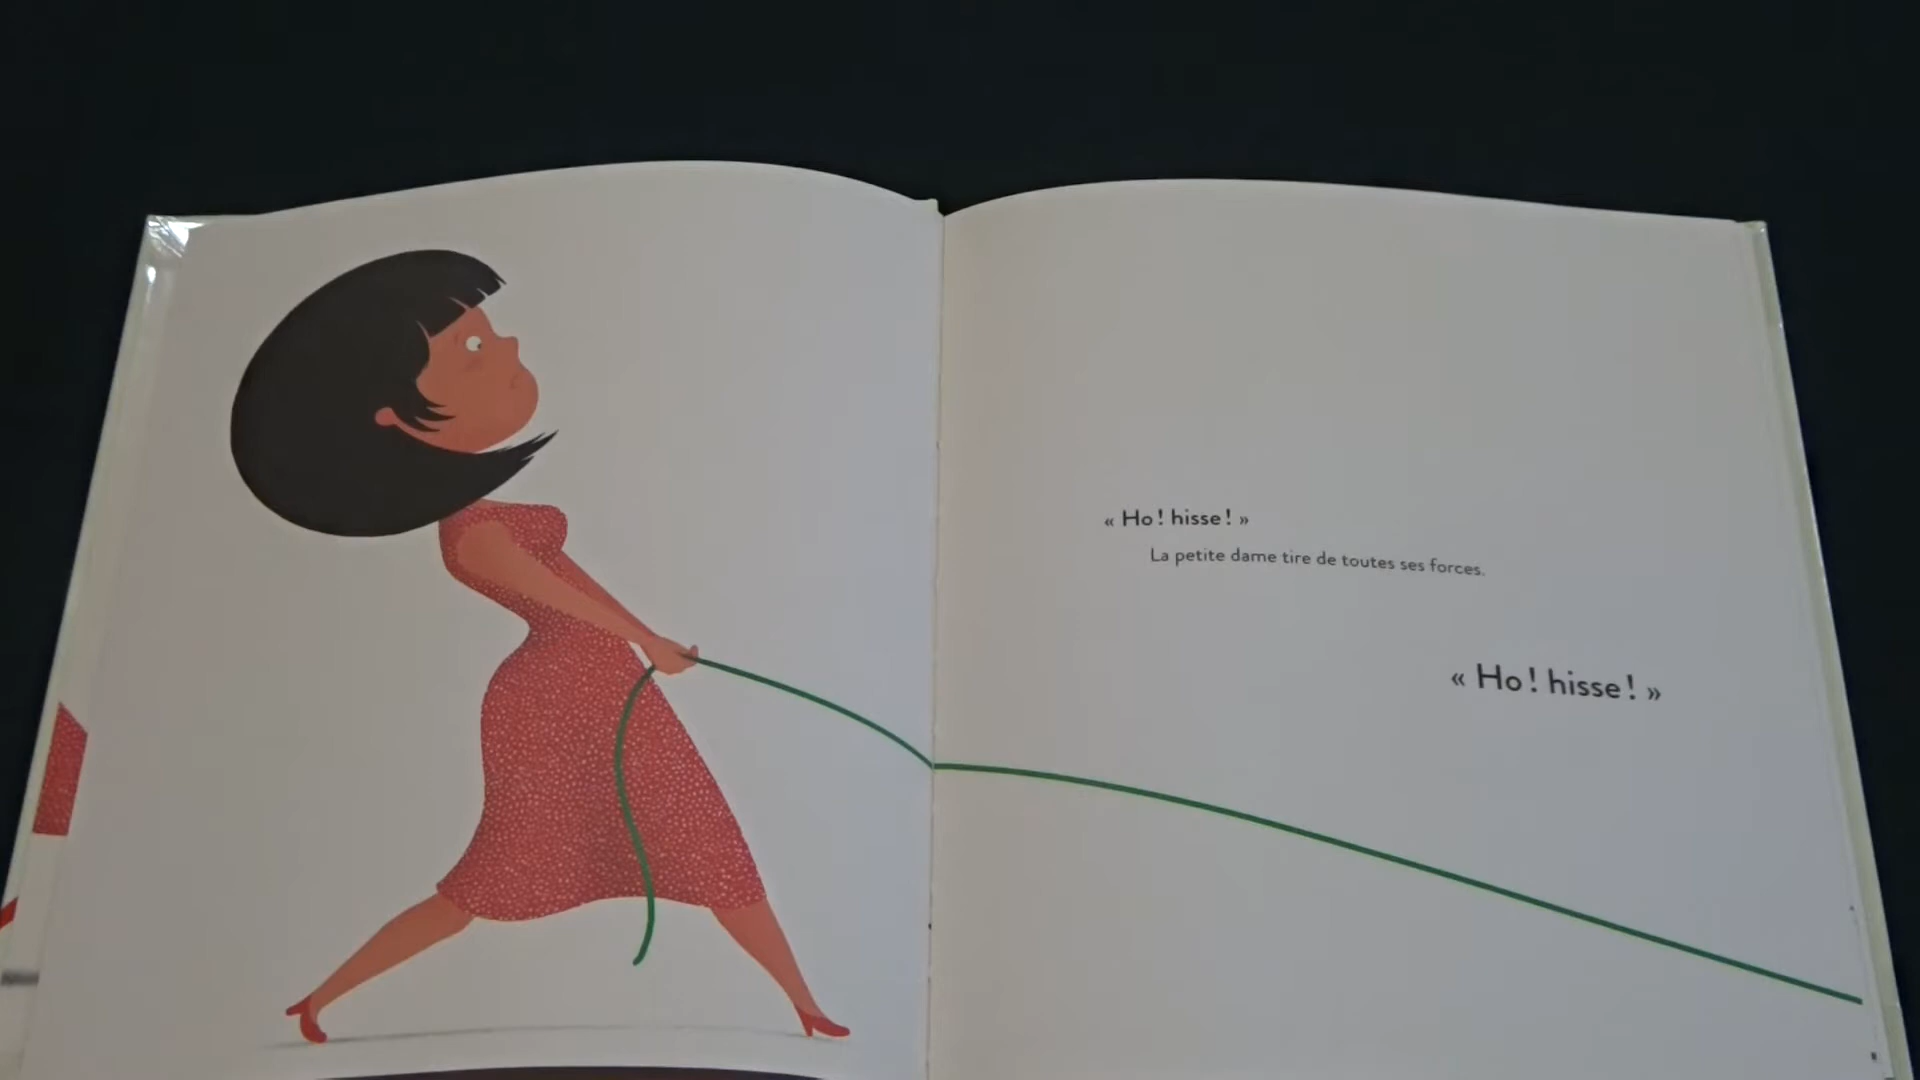 « Ho ! hisse ! »
La petite dame tire de toutes ses forces.
« Ho ! hisse ! »